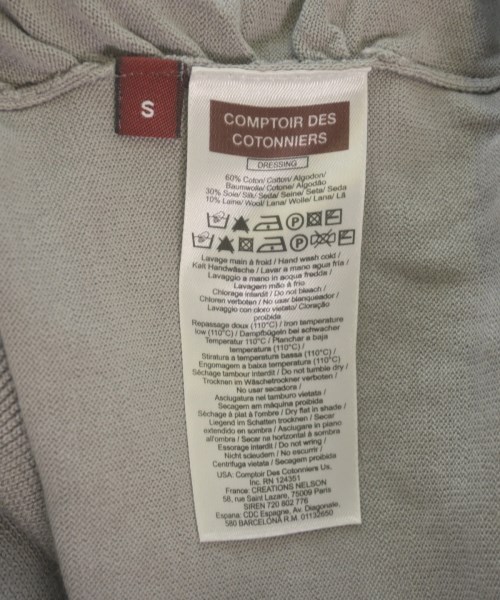 S
COMPTOIR DES
COTONNIERS
DRESSING
60% Coton/ Cotton/ Algodon/
Baumwolle/ Cotone/ Algodão
30% Soie/ Silk/ Seda/ Seine/ Seta/ Seda
10% Laine/ Wool/ Lana/ Wolle/ Lana/ Lã
Lavage main à froid / Hand wash cold /
Kalt Handwäsche / Lavar a mano agua fria /
Lavaggio a mano in acqua fredda /
Lavagem mão à frio
Chlorage interdit / Do not bleach /
Chloren verboten / No usar blanqueador/
Lavaggio con cloro vietato/ Cloração
proibida
Repassage doux (110°C) / Iron temperature
low (110°C) / Dampfbügeln bei schwacher
Temperatur 110°C / Planchar a baja
temperatura (110°C) /
Stiratura a temperatura bassa (110°C) /
Engomagem a baixa temperatura (110°C)
Séchage tambour interdit / Do not tumble dry /
Trocknen im Wäschetrockner verboten /
No usar secadora /
Asciugatura nel tamburo vietato /
Secagem am máquina proibida
Séchage à plat à l'ombre / Dry flat in shade /
Liegend im Schatten trocknen / Secar
extendido en sombra / Asciugare in piano
all'ombra / Secar na horizontal à sombra
Essorage interdit / Do not wring /
Nicht scleudem / No escurrir /
Centrifuga vietata / Secagem proibida
USA: Comptoir Des Cotonniers Us,
Inc. RN 124351
France: CREATIONS NELSON
58, rue Saint Lazare, 75009 Paris
SIREN 720 802 776
Espana: CDC Espagne, Av. Diagonale,
580 BARCELONA R.M. 01132650